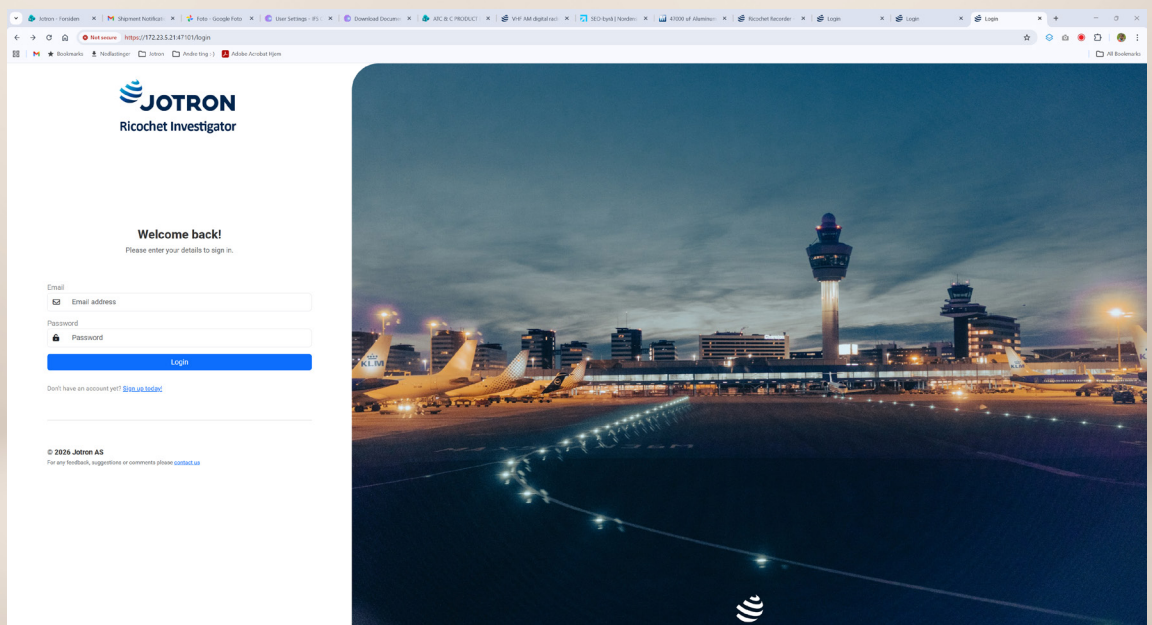 Jotron - Forsiden
Shipment Notificati
Foto - Google Foto
User Settings - IFS
Download Documen
ATC & C PRODUCT
VHF AM digital radi
SEO-byrå | Nordens
47000 uF Aluminum
Ricochet Recorder
Login
Login
Login
Not secure
https://172.23.5.21:47101/login
Bookmarks
Nedlastinger
Jotron
Andre ting :)
Adobe Acrobat Hjem
All Bookmarks
JOTRON
Ricochet Investigator
Welcome back!
Please enter your details to sign in.
Email
Email address
Password
Password
Login
Don't have an account yet? Sign up today!
© 2026 Jotron AS
For any feedback, suggestions or comments please contact us
KLM
KLM